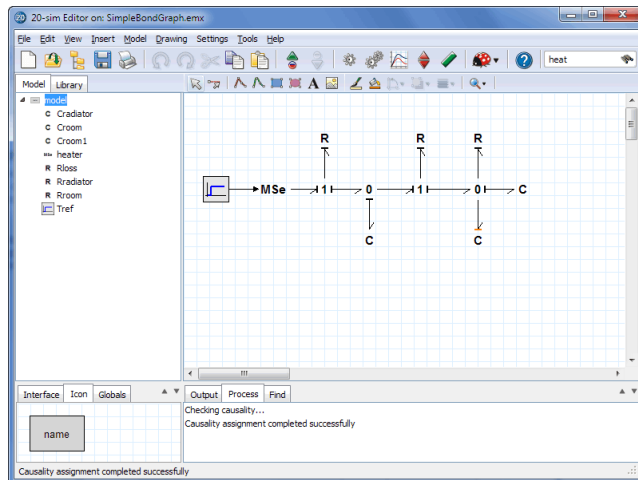 20-sim Editor on: SimpleBondGraph.emx
File Edit View Insert Model Drawing Settings Tools Help
heat
Model Library
model
C Cradiator
C Croom
C Croom1
heater
R Rloss
R Rradiator
R Rroom
Tref
A
R R R
MSe 1 0 1 0 C
C C
Interface Icon Globals
name
Output Process Find
Checking causality...
Causality assignment completed successfully
Causality assignment completed successfully